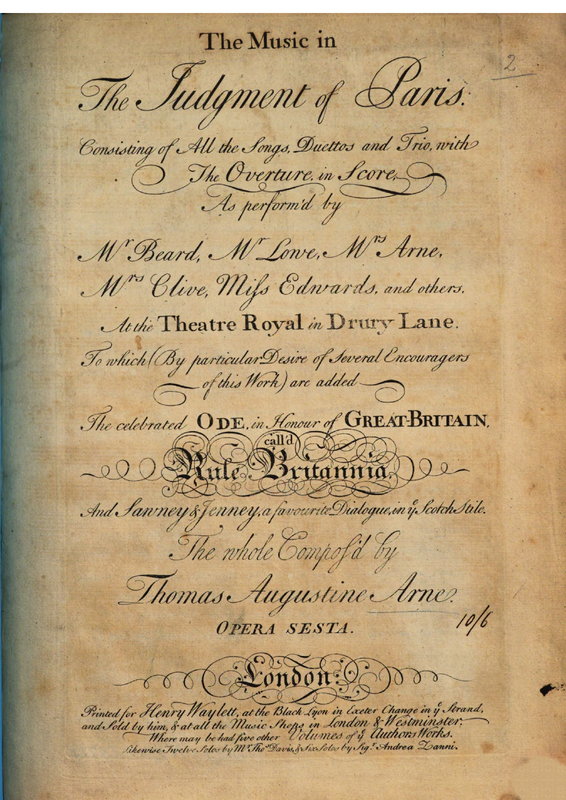 The Music in
2
The Judgment of Paris.
Consisting of All the Songs, Duettos and Trio, with
The Overture, in Score,
As perform'd by
Mr Beard, Mr Lowe, Mrs Arne,
Mrs Clive, Miſs Edwards, and others,
At the Theatre Royal in Drury Lane.
To which (By particular Desire of Several Encouragers
of this Work) are added
The celebrated ODE, in Honour of GREAT-BRITAIN,
call'd
Rule Britannia,
And Sawney & Jenney, a favourite Dialogue, in ye Scotch Stile.
The whole Compos'd by
Thomas Augustine Arne.
OPERA SESTA.
10/6
London:
Printed for Henry Waylett, at the Black Lyon in Exeter Change in ye Strand,
and Sold by him, & at all the Music Shops in London & Westminster:
Where may be had five other Volumes of ye Authors Works.
likewise Twelve Solos by Mr. Thos. Davis, & Six Solos by Sigr. Andrea Zanni.